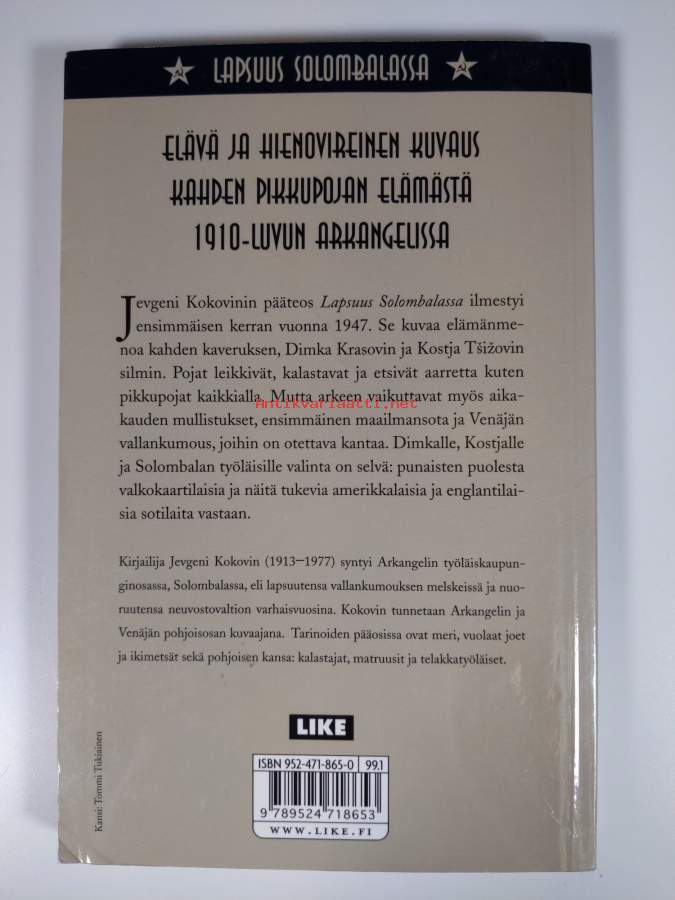 LAPSUUS SOLOMBALASSA
ELÄVÄ JA HIENOVIREINEN KUVAUS
KAHDEN PIKKUPOJAN ELÄMÄSTÄ
1910-LUVUN ARKANGELISSA
Jevgeni Kokovinin pääteos Lapsuus Solombalassa ilmestyi
ensimmäisen kerran vuonna 1947. Se kuvaa elämänme-
noa kahden kaveruksen, Dimka Krasovin ja Kostja Tšižovin
silmin. Pojat leikkivät, kalastavat ja etsivät aarretta kuten
pikkupojat kaikkialla. Mutta arkeen vaikuttavat myös aika-
Antikvariaatti.net
kauden mullistukset, ensimmäinen maailmansota ja Venäjän
vallankumous, joihin on otettava kantaa. Dimkalle, Kostjalle
ja Solombalan työläisille valinta on selvä: punaisten puolesta
valkokaartilaisia ja näitä tukevia amerikkalaisia ja englantilai-
sia sotilaita vastaan.
Kirjailija Jevgeni Kokovin (1913–1977) syntyi Arkangelin työläiskaupun-
ginosassa, Solombalassa, eli lapsuutensa vallankumouksen melskeissä ja nuo-
ruutensa neuvostovaltion varhaisvuosina. Kokovin tunnetaan Arkangelin ja
Venäjän pohjoisosan kuvaajana. Tarinoiden pääosissa ovat meri, vuolaat joet
ja ikimetsät sekä pohjoisen kansa: kalastajat, matruusit ja telakkatyöläiset.
Kansi: Tommi Tukiainen
LIKE
ISBN 952-471-865-0 99.1
9 789524 718653
WWW.LIKE.FI